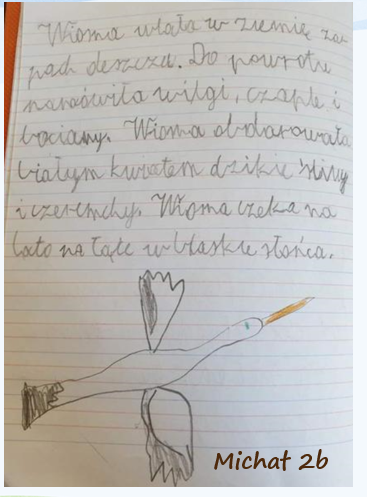 Wiosna wlała w ziemię za-
pach deszczu. Do powrotu
namówiła wilgi, czaple i
bociany. Wiosna obdarowała
białym kwiatem dzikie śliwy
i czeremchy. Wiosna czeka na
lato na łące w blasku słońca.
Michał 2b